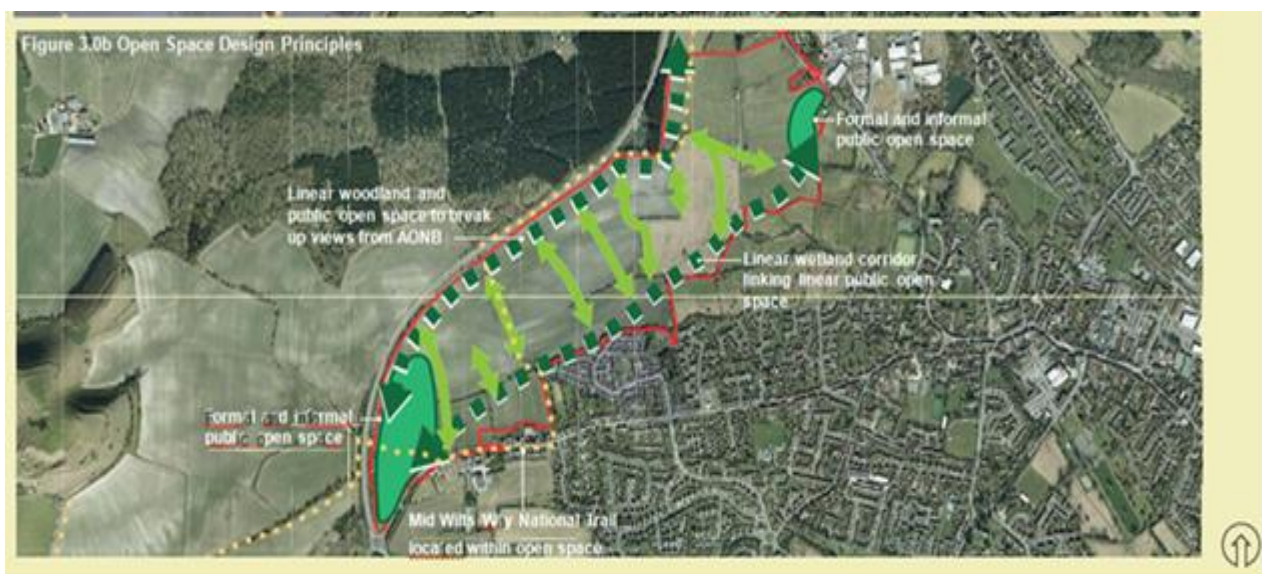 Figure 3.0b Open Space Design Principles
Formal and informal
public open space
Linear woodland and
public open space to break
up views from AONB
Linear wetland corridor
linking linear public open
space
Formal and informal
public open space
Mid Wilts Way National Trail
located within open space